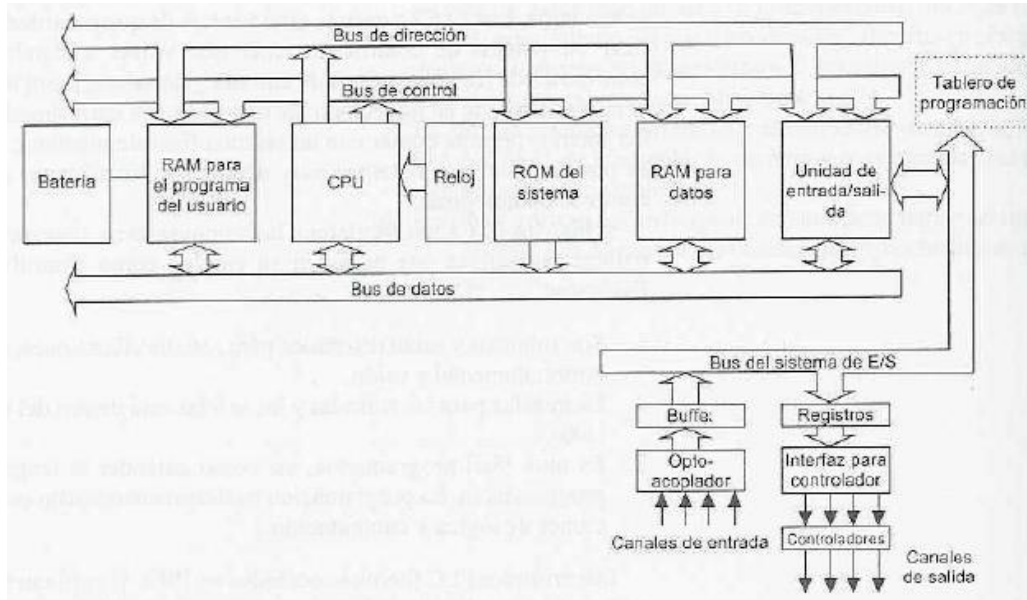 Bus de dirección
Bus de control
Tablero de
programación
Batería
RAM para
el programa
del usuario
CPU
Reloj
ROM del
sistema
RAM para
datos
Unidad de
entrada/sali-
da
Bus de datos
Bus del sistema de E/S
Buffer
Registros
Opto-
acoplador
Interfaz para
controlador
Canales de entrada
Controladores
Canales
de salida